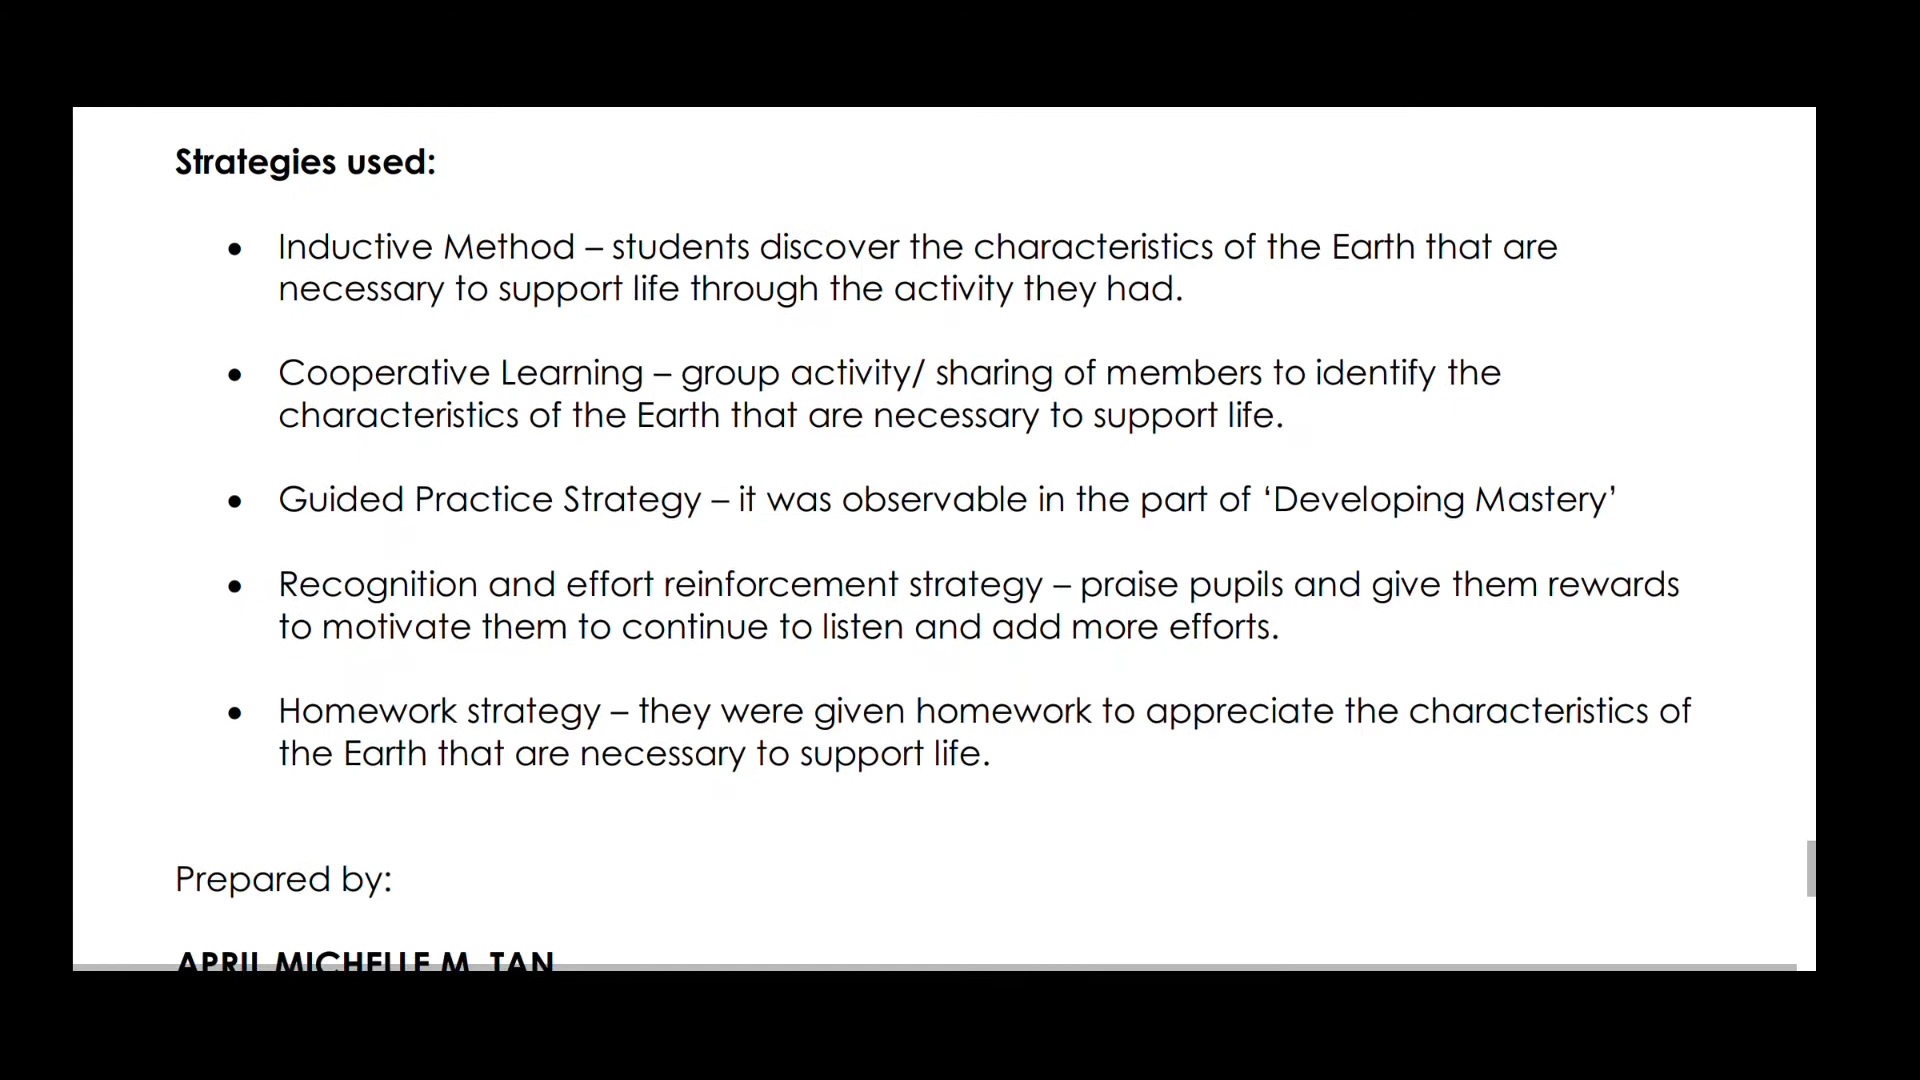 Strategies used:
• Inductive Method – students discover the characteristics of the Earth that are
necessary to support life through the activity they had.
• Cooperative Learning – group activity/ sharing of members to identify the
characteristics of the Earth that are necessary to support life.
• Guided Practice Strategy – it was observable in the part of ‘Developing Mastery’
• Recognition and effort reinforcement strategy – praise pupils and give them rewards
to motivate them to continue to listen and add more efforts.
• Homework strategy – they were given homework to appreciate the characteristics of
the Earth that are necessary to support life.
Prepared by:
APRIL MICHELLE M. TAN